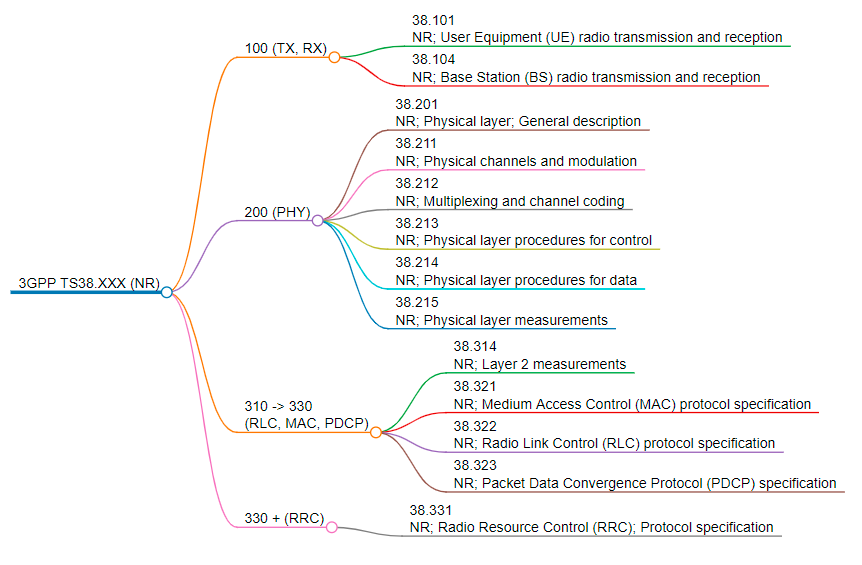 38.101
NR; User Equipment (UE) radio transmission and reception
100 (TX, RX)
38.104
NR; Base Station (BS) radio transmission and reception
38.201
NR; Physical layer; General description
38.211
NR; Physical channels and modulation
38.212
NR; Multiplexing and channel coding
200 (PHY)
38.213
NR; Physical layer procedures for control
38.214
NR; Physical layer procedures for data
3GPP TS38.XXX (NR)
38.215
NR; Physical layer measurements
38.314
NR; Layer 2 measurements
38.321
NR; Medium Access Control (MAC) protocol specification
310 -> 330
(RLC, MAC, PDCP)
38.322
NR; Radio Link Control (RLC) protocol specification
38.323
NR; Packet Data Convergence Protocol (PDCP) specification
330 + (RRC)
38.331
NR; Radio Resource Control (RRC); Protocol specification